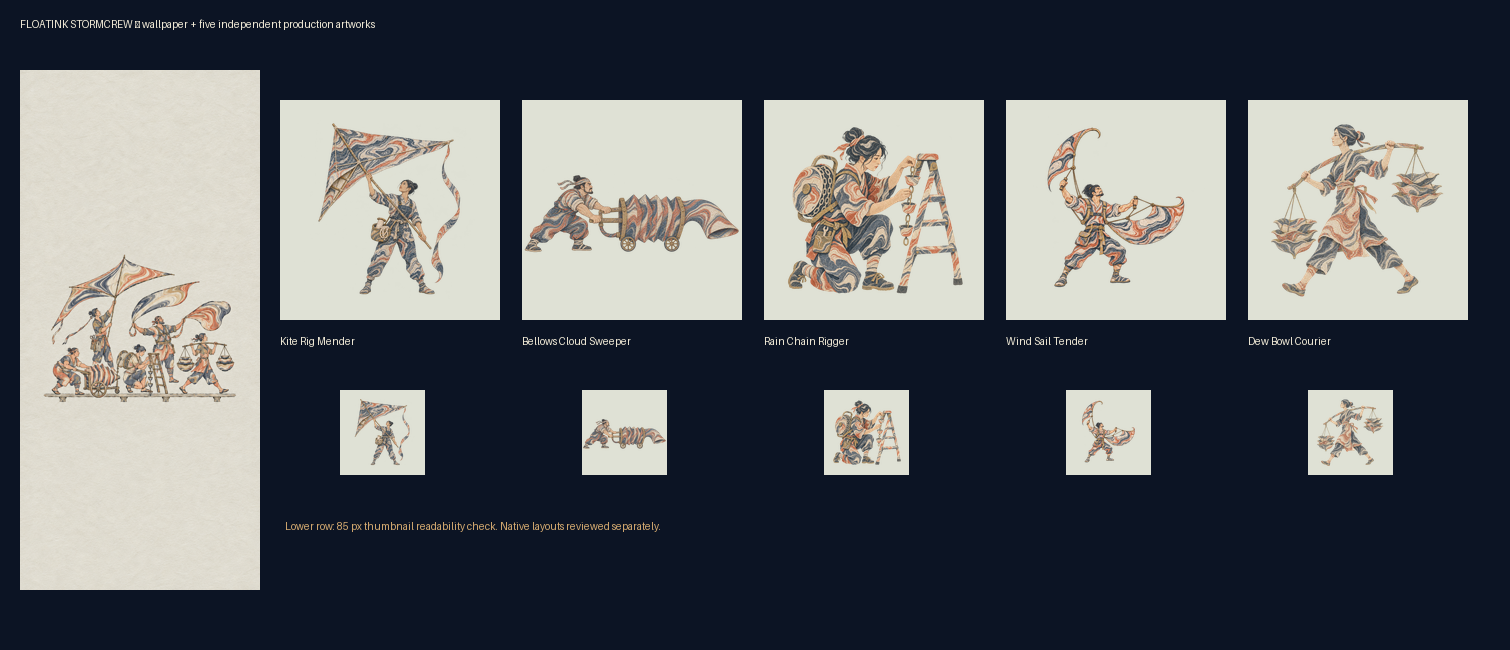 FLOATINK STORMCREW □ wallpaper + five independent production artworks
Kite Rig Mender
Bellows Cloud Sweeper
Rain Chain Rigger
Wind Sail Tender
Dew Bowl Courier
Lower row: 85 px thumbnail readability check. Native layouts reviewed separately.